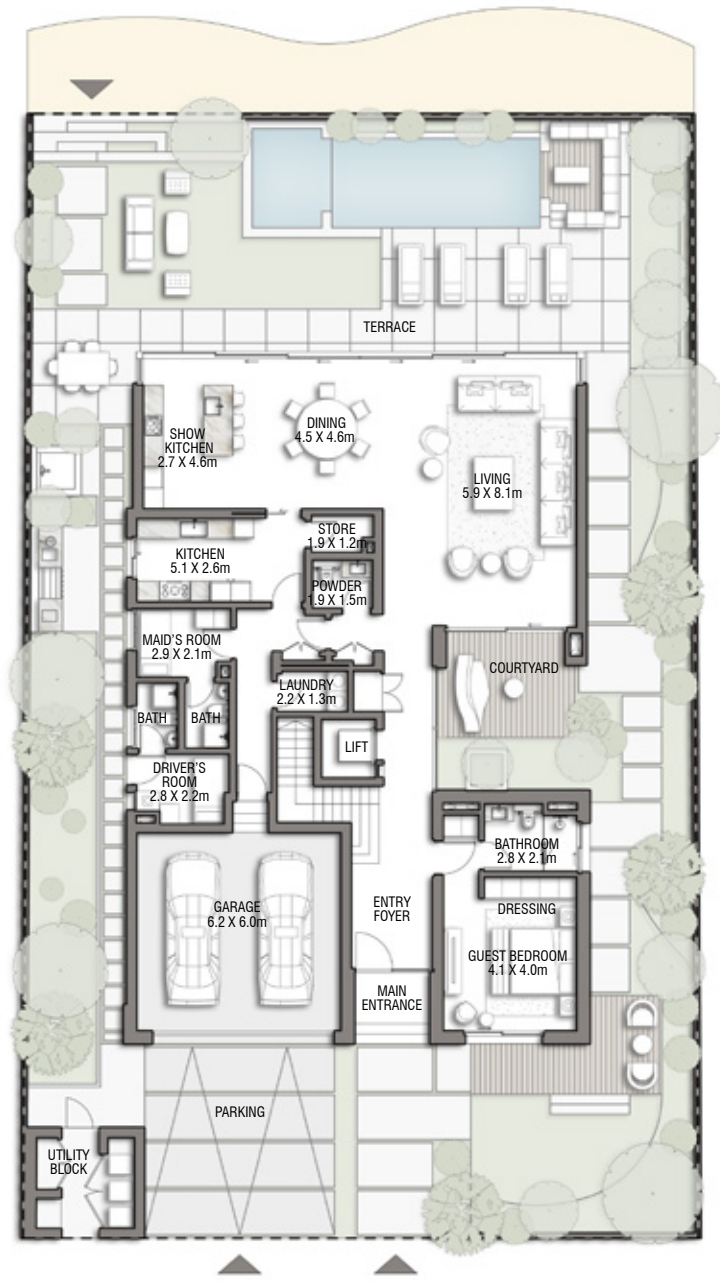 TERRACE
DINING
4.5 X 4.6m
SHOW
KITCHEN
2.7 X 4.6m
LIVING
5.9 X 8.1m
STORE
1.9 X 1.2m
KITCHEN
5.1 X 2.6m
POWDER
1.9 X 1.5m
MAID'S ROOM
2.9 X 2.1m
COURTYARD
LAUNDRY
2.2 X 1.3m
BATH
BATH
LIFT
DRIVER'S
ROOM
2.8 X 2.2m
BATHROOM
2.8 X 2.1m
GARAGE
6.2 X 6.0m
ENTRY
FOYER
DRESSING
GUEST BEDROOM
4.1 X 4.0m
MAIN
ENTRANCE
PARKING
UTILITY
BLOCK